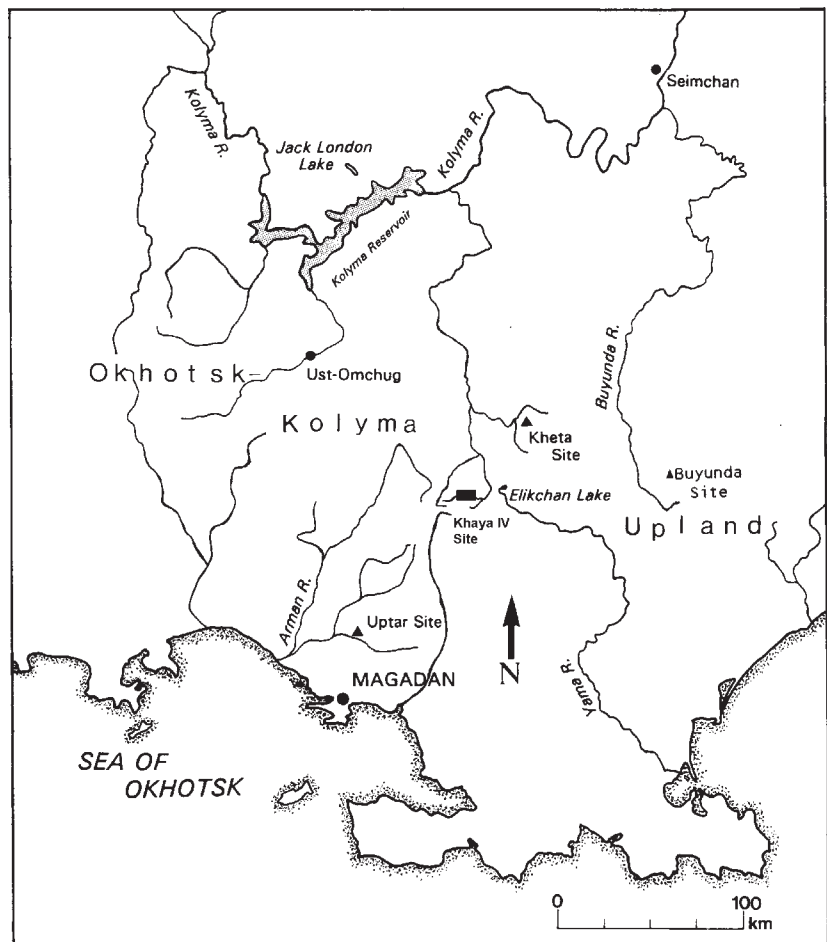 Seimchan
Kolyma R.
Jack London
Lake
Kolyma R.
Kolyma Reservoir
Okhotsk
Ust-Omchug
Buyunda R.
Kolyma
Kheta
Site
Buyunda
Site
Elikchan Lake
Khaya IV
Site
Upland
Arman R.
Uptar Site
N
MAGADAN
Yama R.
SEA OF
OKHOTSK
0 100
km